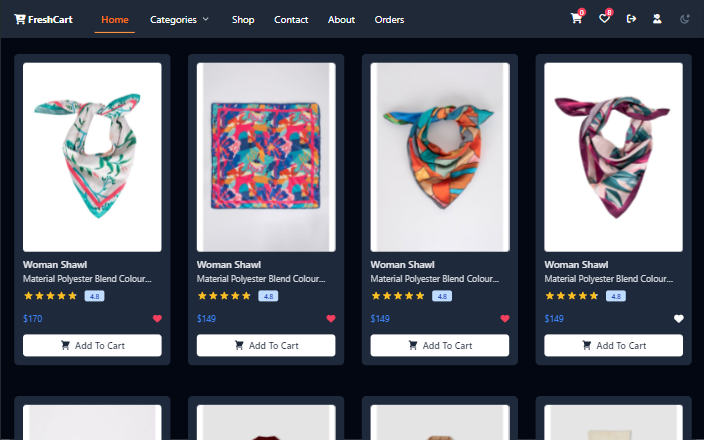 FreshCart Home Categories Shop Contact About Orders 0 8
Woman Shawl Woman Shawl Woman Shawl Woman Shawl
Material Polyester Blend Colour... Material Polyester Blend Colour... Material Polyester Blend Colour... Material Polyester Blend Colour...
4.8 4.8 4.8 4.8
$170 $149 $149 $149
Add To Cart Add To Cart Add To Cart Add To Cart